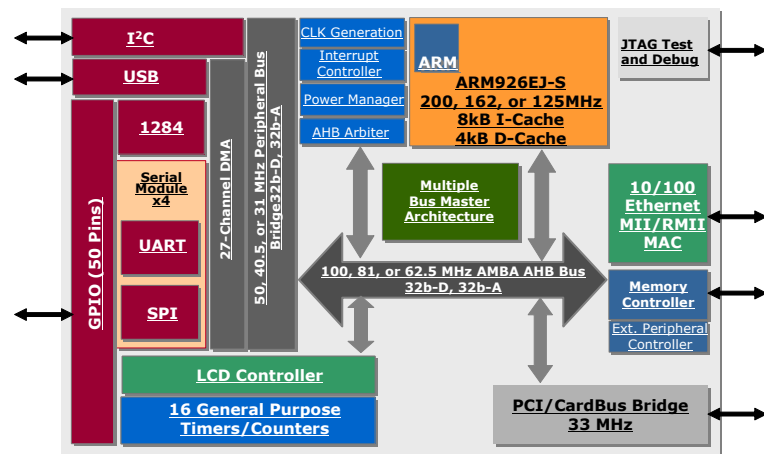 I²C
USB
1284
Serial
Module
x4
UART
SPI
GPIO (50 Pins)
27-Channel DMA
50, 40.5, or 31 MHz Peripheral Bus
Bridge32b-D, 32b-A
CLK Generation
Interrupt
Controller
Power Manager
AHB Arbiter
ARM
ARM926EJ-S
200, 162, or 125MHz
8kB I-Cache
4kB D-Cache
JTAG Test
and Debug
Multiple
Bus Master
Architecture
10/100
Ethernet
MII/RMII
MAC
100, 81, or 62.5 MHz AMBA AHB Bus
32b-D, 32b-A
Memory
Controller
Ext. Peripheral
Controller
LCD Controller
16 General Purpose
Timers/Counters
PCI/CardBus Bridge
33 MHz